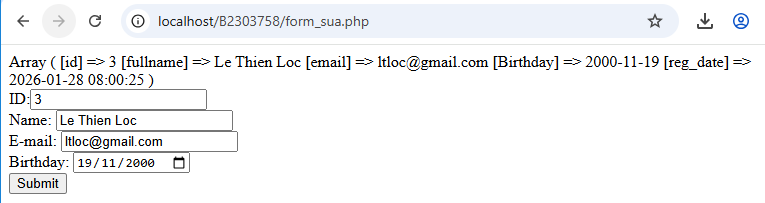 localhost/B2303758/form_sua.php
Array ( [id] => 3 [fullname] => Le Thien Loc [email] => ltloc@gmail.com [Birthday] => 2000-11-19 [reg_date] =>
2026-01-28 08:00:25 )
ID:3
Name: Le Thien Loc
E-mail: ltloc@gmail.com
Birthday: 19/11/2000
Submit